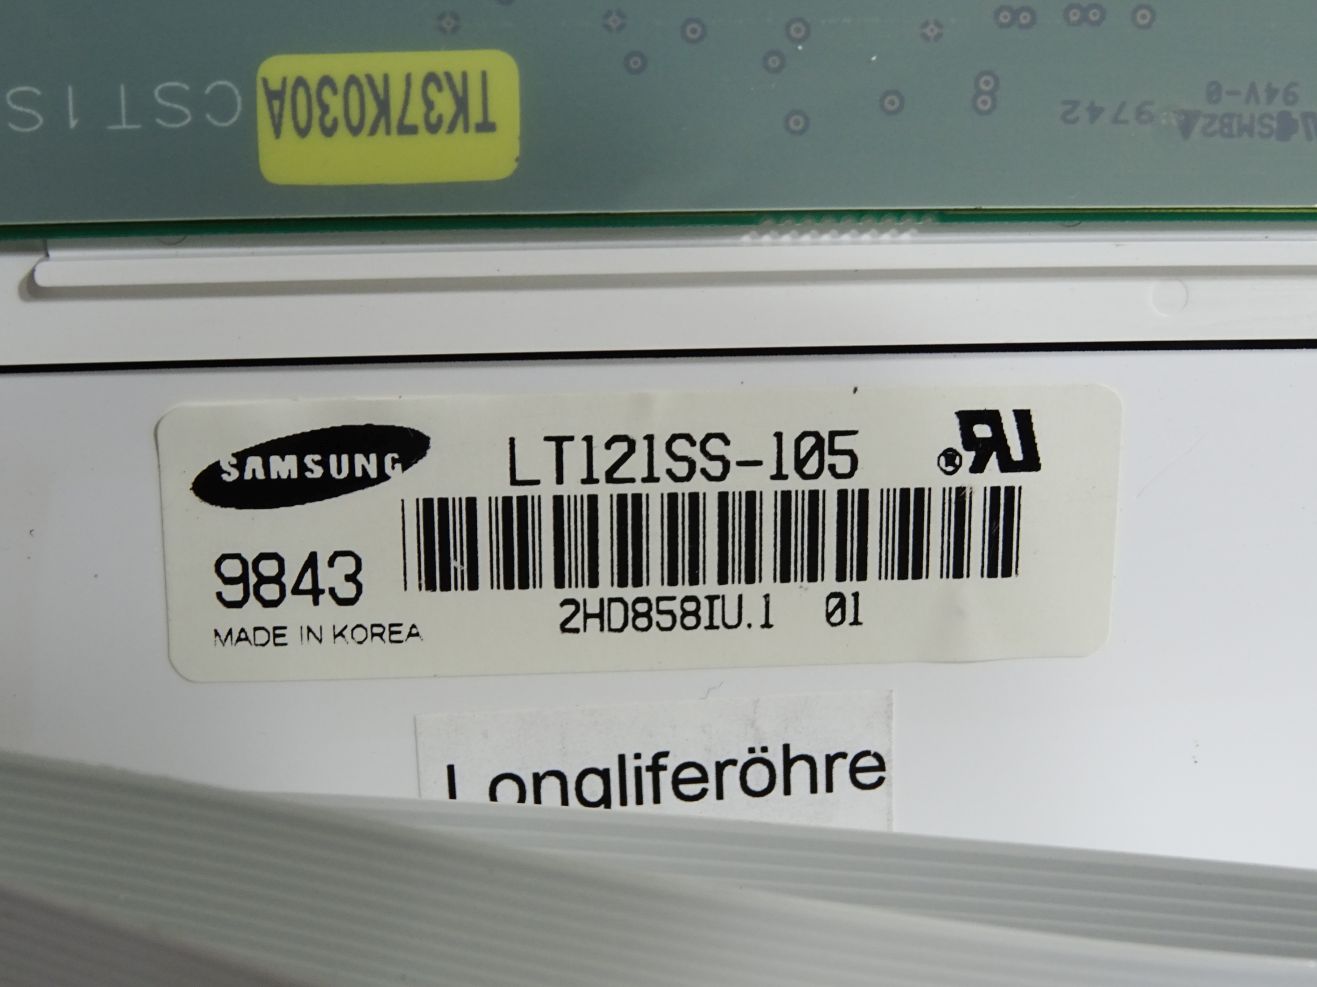 CST1S
TK37K030A
9742
94V-0
SAMSUNG
LT121SS-105
9843
MADE IN KOREA
2HD858IU.1 01
Longliferöhre